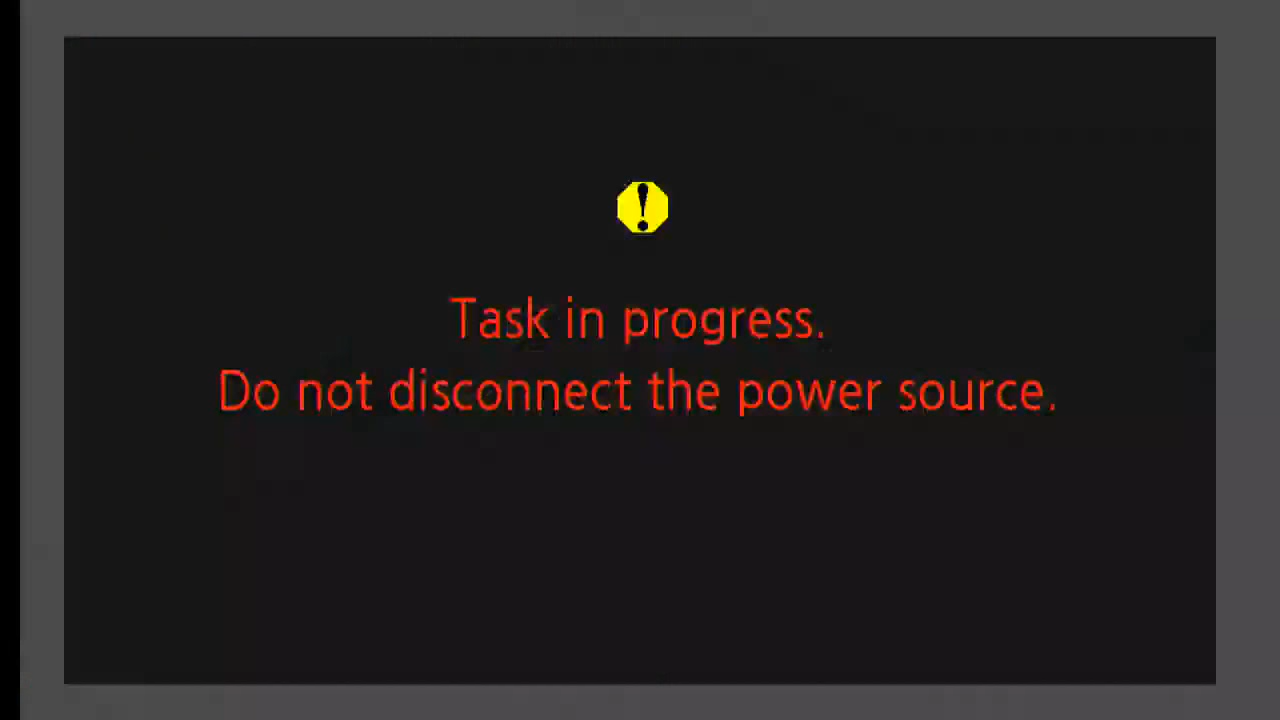 Task in progress.
Do not disconnect the power source.